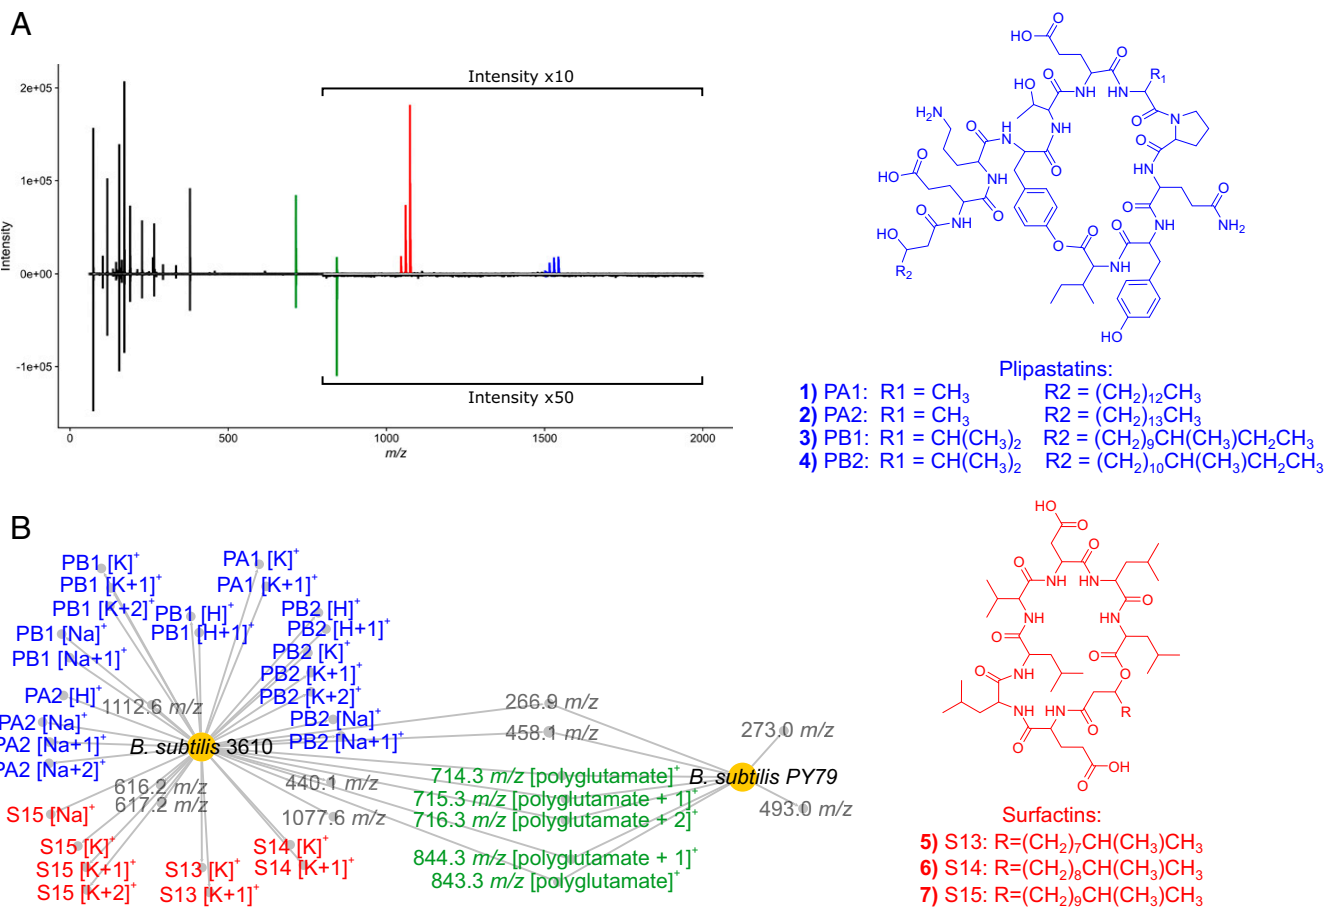 A
Intensity x10
2e+05
1e+05
0e+00
-1e+05
Intensity
Intensity x50
0
500
1000
1500
2000
m/z
O
HO
O
R1
O
NH
HN
HO
O
O
N
H2N
NH
O
H
N
O
O
HN
O
HO
NH
O
O
O
NH2
O
NH
O
NH
HO
O
O
O
NH
R2
HO
Plipastatins:
1) PA1: R1 = CH3 R2 = (CH2)12CH3
2) PA2: R1 = CH3 R2 = (CH2)13CH3
3) PB1: R1 = CH(CH3)2 R2 = (CH2)9CH(CH3)CH2CH3
4) PB2: R1 = CH(CH3)2 R2 = (CH2)10CH(CH3)CH2CH3
B
PB1 [K]+
PB1 [K+1]+
PB1 [K+2]+
PA1 [K]+
PA1 [K+1]+
PB1 [H]+
PB1 [H+1]+
PB2 [H]+
PB2 [H+1]+
PB1 [Na]+
PB1 [Na+1]+
PB2 [K]+
PB2 [K+1]+
PB2 [K+2]+
PA2 [H]+
1112.6 m/z
PA2 [Na]+
PA2 [Na+1]+
PA2 [Na+2]+
PB2 [Na]+
PB2 [Na+1]+
B. subtilis 3610
266.9 m/z
458.1 m/z
273.0 m/z
B. subtilis PY79
493.0 m/z
616.2 m/z
617.2 m/z
440.1 m/z
1077.6 m/z
714.3 m/z [polyglutamate]+
715.3 m/z [polyglutamate + 1]+
716.3 m/z [polyglutamate + 2]+
844.3 m/z [polyglutamate + 1]+
843.3 m/z [polyglutamate]+
S15 [Na]+
S15 [K]+
S15 [K+1]+
S15 [K+2]+
S13 [K]+
S13 [K+1]+
S14 [K]+
S14 [K+1]+
HO
O
O
O
NH
HN
O
O
NH
HN
O
O
O
NH
O
O
R
NH
HN
O
O
OH
O
Surfactins:
5) S13: R=(CH2)7CH(CH3)CH3
6) S14: R=(CH2)8CH(CH3)CH3
7) S15: R=(CH2)9CH(CH3)CH3